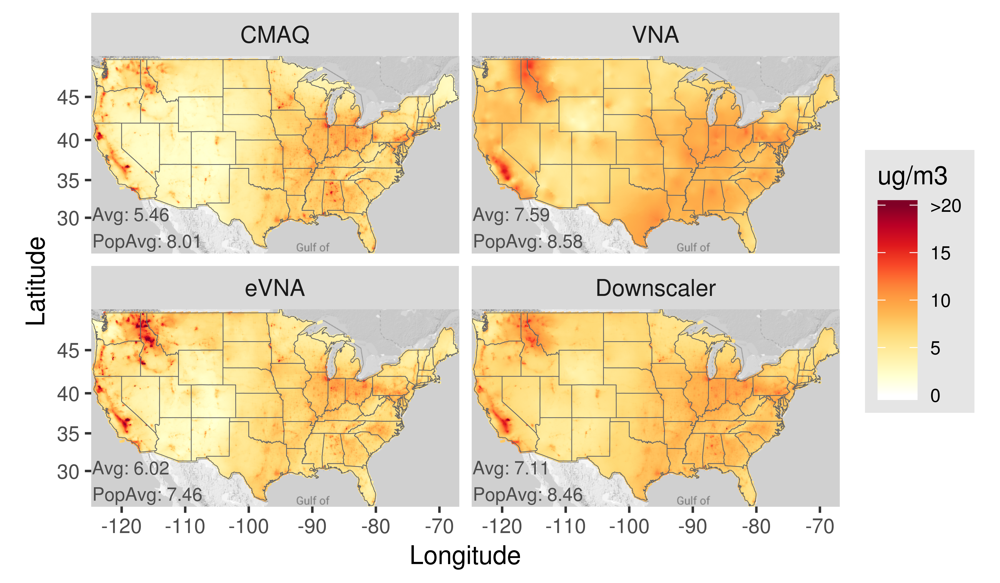 CMAQ
VNA
45
40
35
30
Avg: 5.46
PopAvg: 8.01
Gulf of
Avg: 7.59
PopAvg: 8.58
Gulf of
eVNA
Downscaler
45
40
35
30
Avg: 6.02
PopAvg: 7.46
Gulf of
Avg: 7.11
PopAvg: 8.46
Gulf of
-120 -110 -100 -90 -80 -70
-120 -110 -100 -90 -80 -70
Longitude
Latitude
ug/m3
>20
15
10
5
0